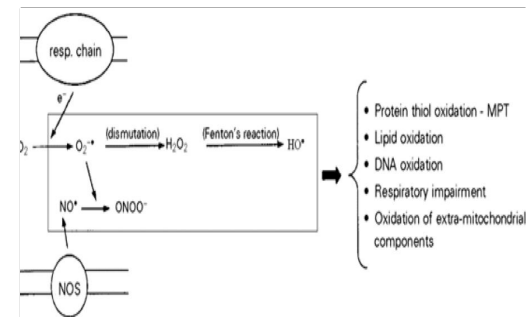 resp. chain
e⁻
O₂
O₂⁻•
(dismutation)
H₂O₂
(Fenton's reaction)
HO•
NO•
ONOO⁻
NOS
• Protein thiol oxidation - MPT
• Lipid oxidation
• DNA oxidation
• Respiratory impairment
• Oxidation of extra-mitochondrial
components